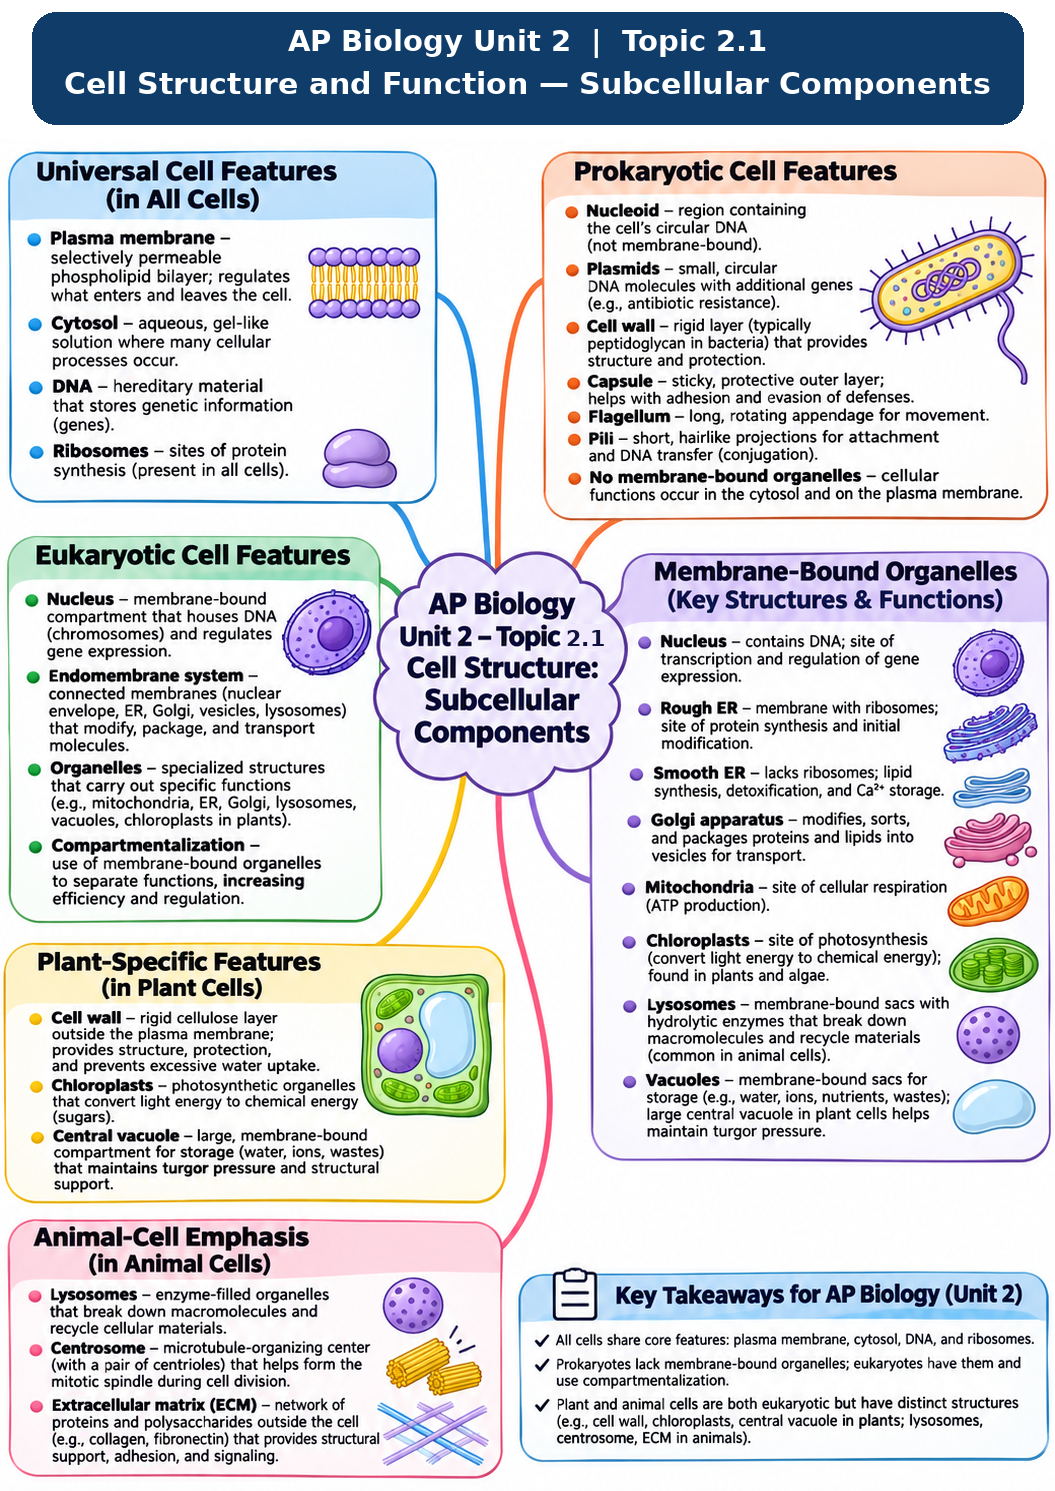 AP Biology Unit 2 | Topic 2.1
Cell Structure and Function — Subcellular Components
Universal Cell Features
(in All Cells)
Plasma membrane –
selectively permeable
phospholipid bilayer; regulates
what enters and leaves the cell.
Cytosol – aqueous, gel-like
solution where many cellular
processes occur.
DNA – hereditary material
that stores genetic information
(genes).
Ribosomes – sites of protein
synthesis (present in all cells).
Prokaryotic Cell Features
Nucleoid – region containing
the cell's circular DNA
(not membrane-bound).
Plasmids – small, circular
DNA molecules with additional genes
(e.g., antibiotic resistance).
Cell wall – rigid layer (typically
peptidoglycan in bacteria) that provides
structure and protection.
Capsule – sticky, protective outer layer;
helps with adhesion and evasion of defenses.
Flagellum – long, rotating appendage for movement.
Pili – short, hairlike projections for attachment
and DNA transfer (conjugation).
No membrane-bound organelles – cellular
functions occur in the cytosol and on the plasma membrane.
Eukaryotic Cell Features
Nucleus – membrane-bound
compartment that houses DNA
(chromosomes) and regulates
gene expression.
Endomembrane system –
connected membranes (nuclear
envelope, ER, Golgi, vesicles, lysosomes)
that modify, package, and transport
molecules.
Organelles – specialized structures
that carry out specific functions
(e.g., mitochondria, ER, Golgi, lysosomes,
vacuoles, chloroplasts in plants).
Compartmentalization –
use of membrane-bound organelles
to separate functions, increasing
efficiency and regulation.
AP Biology
Unit 2 – Topic 2.1
Cell Structure:
Subcellular
Components
Membrane-Bound Organelles
(Key Structures & Functions)
Nucleus – contains DNA; site of
transcription and regulation of gene
expression.
Rough ER – membrane with ribosomes;
site of protein synthesis and initial
modification.
Smooth ER – lacks ribosomes; lipid
synthesis, detoxification, and Ca²⁺ storage.
Golgi apparatus – modifies, sorts,
and packages proteins and lipids into
vesicles for transport.
Mitochondria – site of cellular respiration
(ATP production).
Chloroplasts – site of photosynthesis
(convert light energy to chemical energy);
found in plants and algae.
Lysosomes – membrane-bound sacs with
hydrolytic enzymes that break down
macromolecules and recycle materials
(common in animal cells).
Vacuoles – membrane-bound sacs for
storage (e.g., water, ions, nutrients, wastes);
large central vacuole in plant cells helps
maintain turgor pressure.
Plant-Specific Features
(in Plant Cells)
Cell wall – rigid cellulose layer
outside the plasma membrane;
provides structure, protection,
and prevents excessive water uptake.
Chloroplasts – photosynthetic organelles
that convert light energy to chemical energy
(sugars).
Central vacuole – large, membrane-bound
compartment for storage (water, ions, wastes)
that maintains turgor pressure and structural
support.
Animal-Cell Emphasis
(in Animal Cells)
Lysosomes – enzyme-filled organelles
that break down macromolecules and
recycle cellular materials.
Centrosome – microtubule-organizing center
(with a pair of centrioles) that helps form the
mitotic spindle during cell division.
Extracellular matrix (ECM) – network of
proteins and polysaccharides outside the cell
(e.g., collagen, fibronectin) that provides structural
support, adhesion, and signaling.
Key Takeaways for AP Biology (Unit 2)
All cells share core features: plasma membrane, cytosol, DNA, and ribosomes.
Prokaryotes lack membrane-bound organelles; eukaryotes have them and
use compartmentalization.
Plant and animal cells are both eukaryotic but have distinct structures
(e.g., cell wall, chloroplasts, central vacuole in plants; lysosomes,
centrosome, ECM in animals).